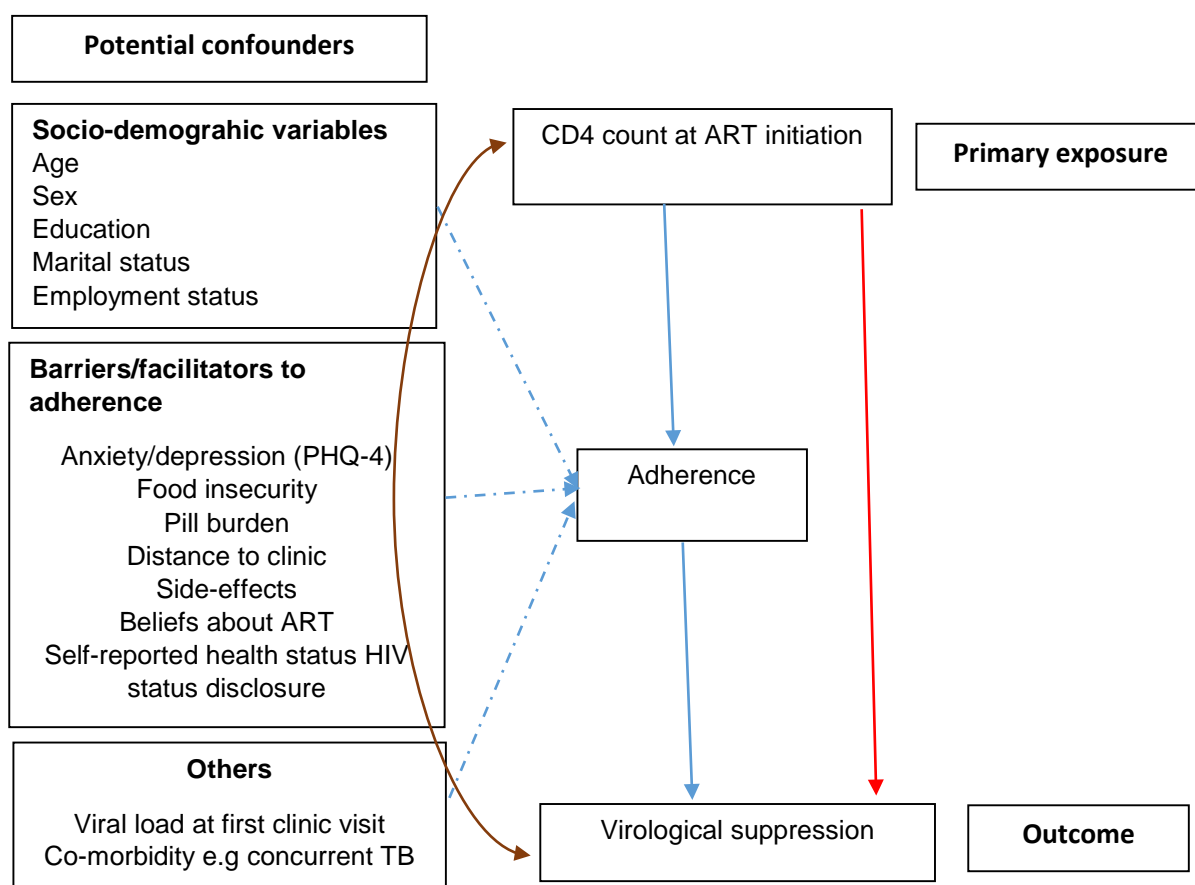 Potential confounders
Socio-demograhic variables
Age
Sex
Education
Marital status
Employment status
Barriers/facilitators to
adherence
Anxiety/depression (PHQ-4)
Food insecurity
Pill burden
Distance to clinic
Side-effects
Beliefs about ART
Self-reported health status HIV
status disclosure
Others
Viral load at first clinic visit
Co-morbidity e.g concurrent TB
CD4 count at ART initiation
Primary exposure
Adherence
Virological suppression
Outcome